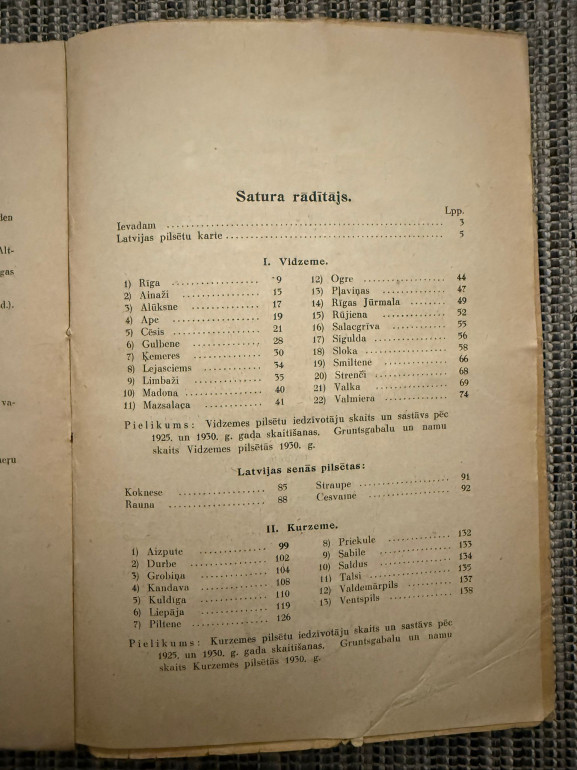 den
Alt-
gas
d.).
va-
neŗu
Satura rādītājs.
Lpp.
Ievadam 3
Latvijas pilsētu karte 5
I. Vidzeme.
1) Rīga 9
2) Ainaži 15
3) Alūksne 17
4) Ape 19
5) Cēsis 21
6) Gulbene 28
7) Ķemeres 30
8) Lejasciems 34
9) Limbaži 35
10) Madona 40
11) Mazsalaca 41
12) Ogre 44
13) Pļaviņas 47
14) Rīgas Jūrmala 49
15) Rūjiena 52
16) Salacgrīva 55
17) Sigulda 56
18) Sloka 58
19) Smiltene 66
20) Strenči 68
21) Valka 69
22) Valmiera 74
Pielikums: Vidzemes pilsētu iedzīvotāju skaits un sastāvs pēc
1925. un 1930. g. gada skaitīšanas. Gruntsgabalu un namu
skaits Vidzemes pilsētās 1930. g.
Latvijas senās pilsētas:
Koknese 85
Rauna 88
Straupe 91
Cesvaine 92
II. Kurzeme.
1) Aizpute 99
2) Durbe 102
3) Grobiņa 104
4) Kandava 108
5) Kuldīga 110
6) Liepāja 119
7) Piltene 126
8) Priekule 132
9) Sabile 133
10) Saldus 134
11) Talsi 135
12) Valdemārpils 137
13) Ventspils 138
Pielikums: Kurzemes pilsētu iedzīvotāju skaits un sastāvs pēc
1925. un 1930. g. gada skaitīšanas. Gruntsgabalu un namu
skaits Kurzemes pilsētās 1930. g.